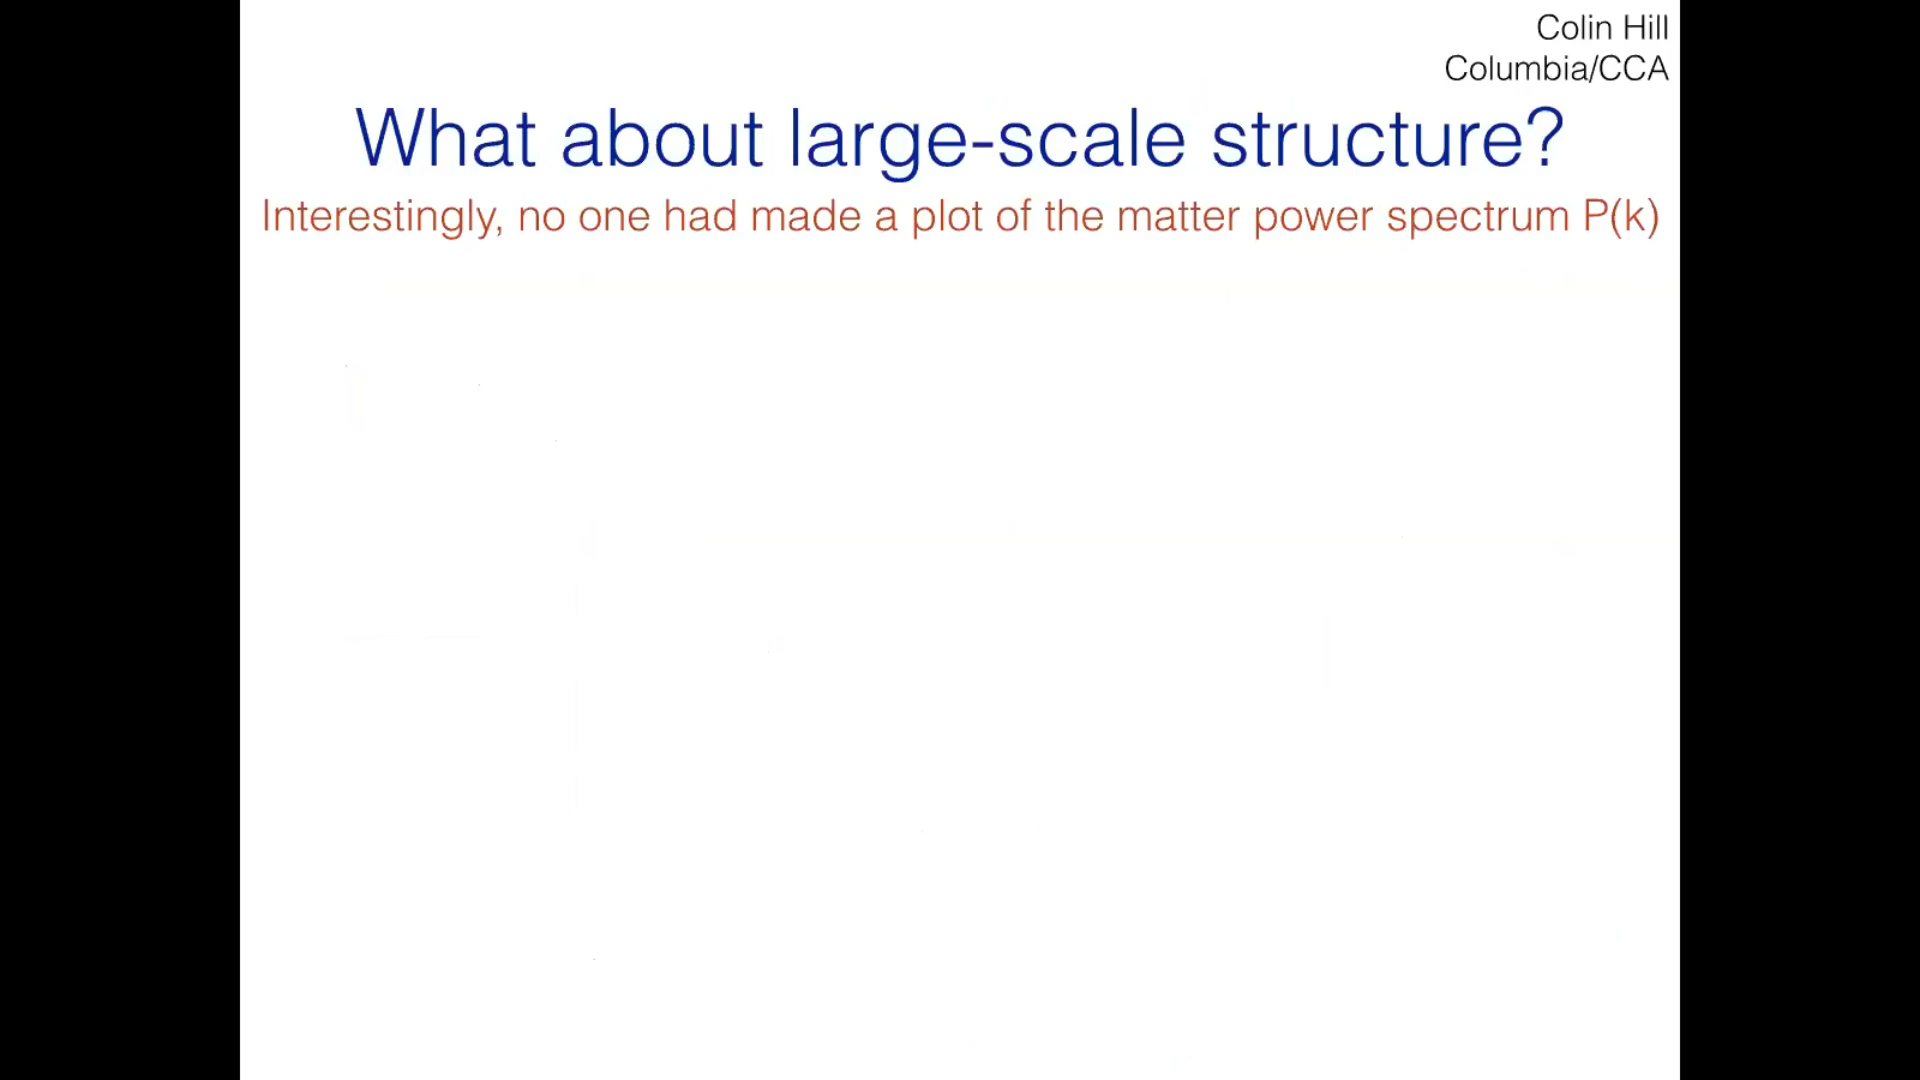 Colin Hill
Columbia/CCA
What about large-scale structure?
Interestingly, no one had made a plot of the matter power spectrum P(k)